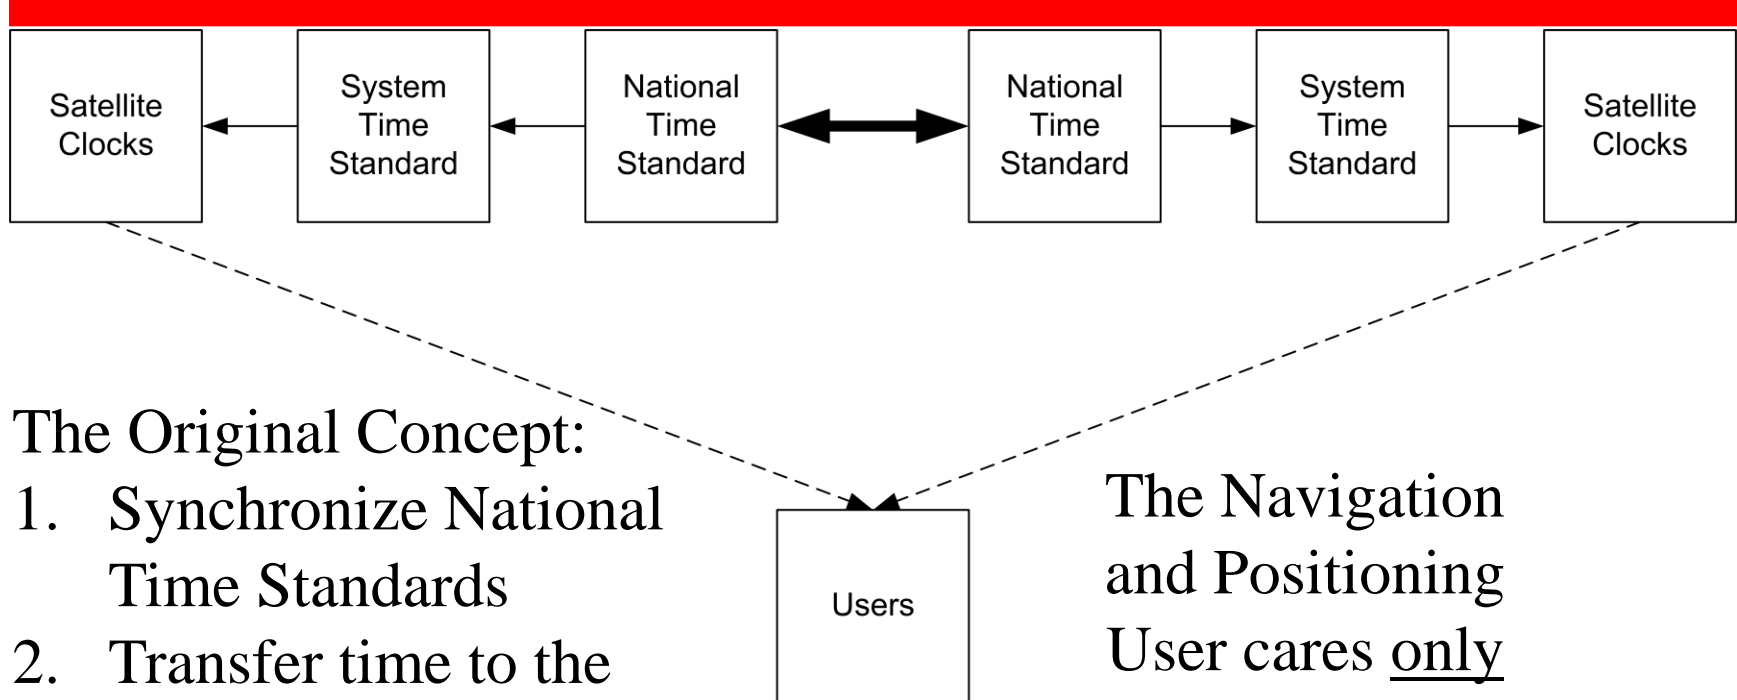 Satellite
Clocks
System
Time
Standard
National
Time
Standard
National
Time
Standard
System
Time
Standard
Satellite
Clocks
The Original Concept:
1. Synchronize National
Time Standards
2. Transfer time to the
Users
The Navigation
and Positioning
User cares only